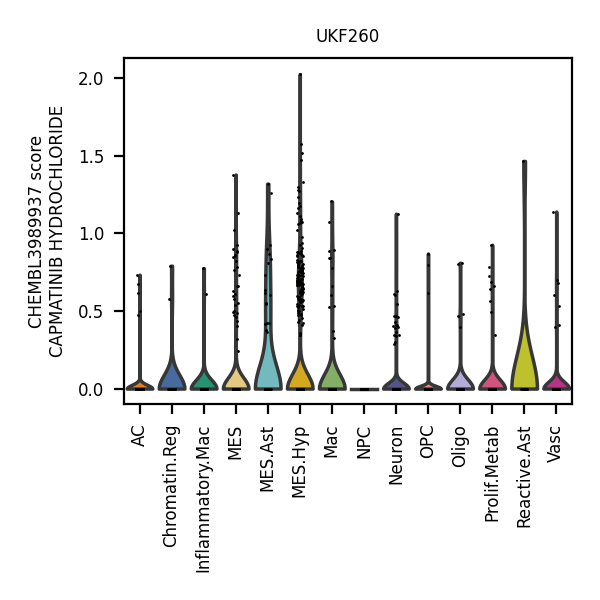 UKF260
CHEMBL3989937 score
CAPMATINIB HYDROCHLORIDE
2.0
1.5
1.0
0.5
0.0
AC
Chromatin.Reg
Inflammatory.Mac
MES
MES.Ast
MES.Hyp
Mac
NPC
Neuron
OPC
Oligo
Prolif.Metab
Reactive.Ast
Vasc